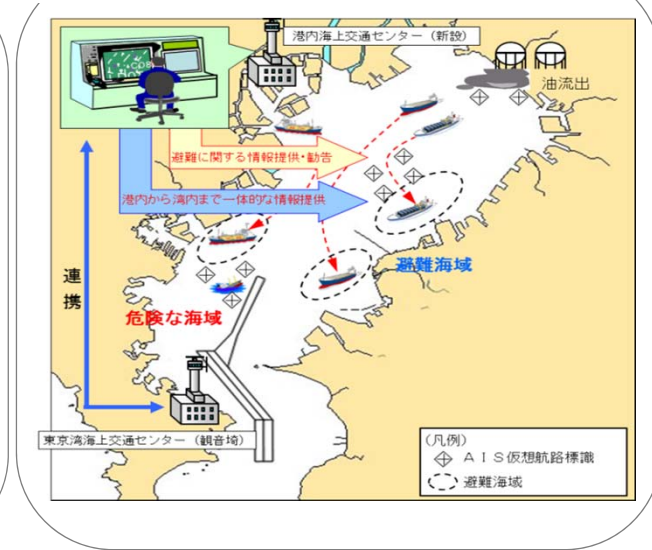 港内海上交通センター（新設）
油流出
避難に関する情報提供・勧告
港内から湾内まで一体的な情報提供
避難海域
連携
危険な海域
東京湾海上交通センター（観音埼）
（凡例）
ＡＩＳ仮想航路標識
避難海域